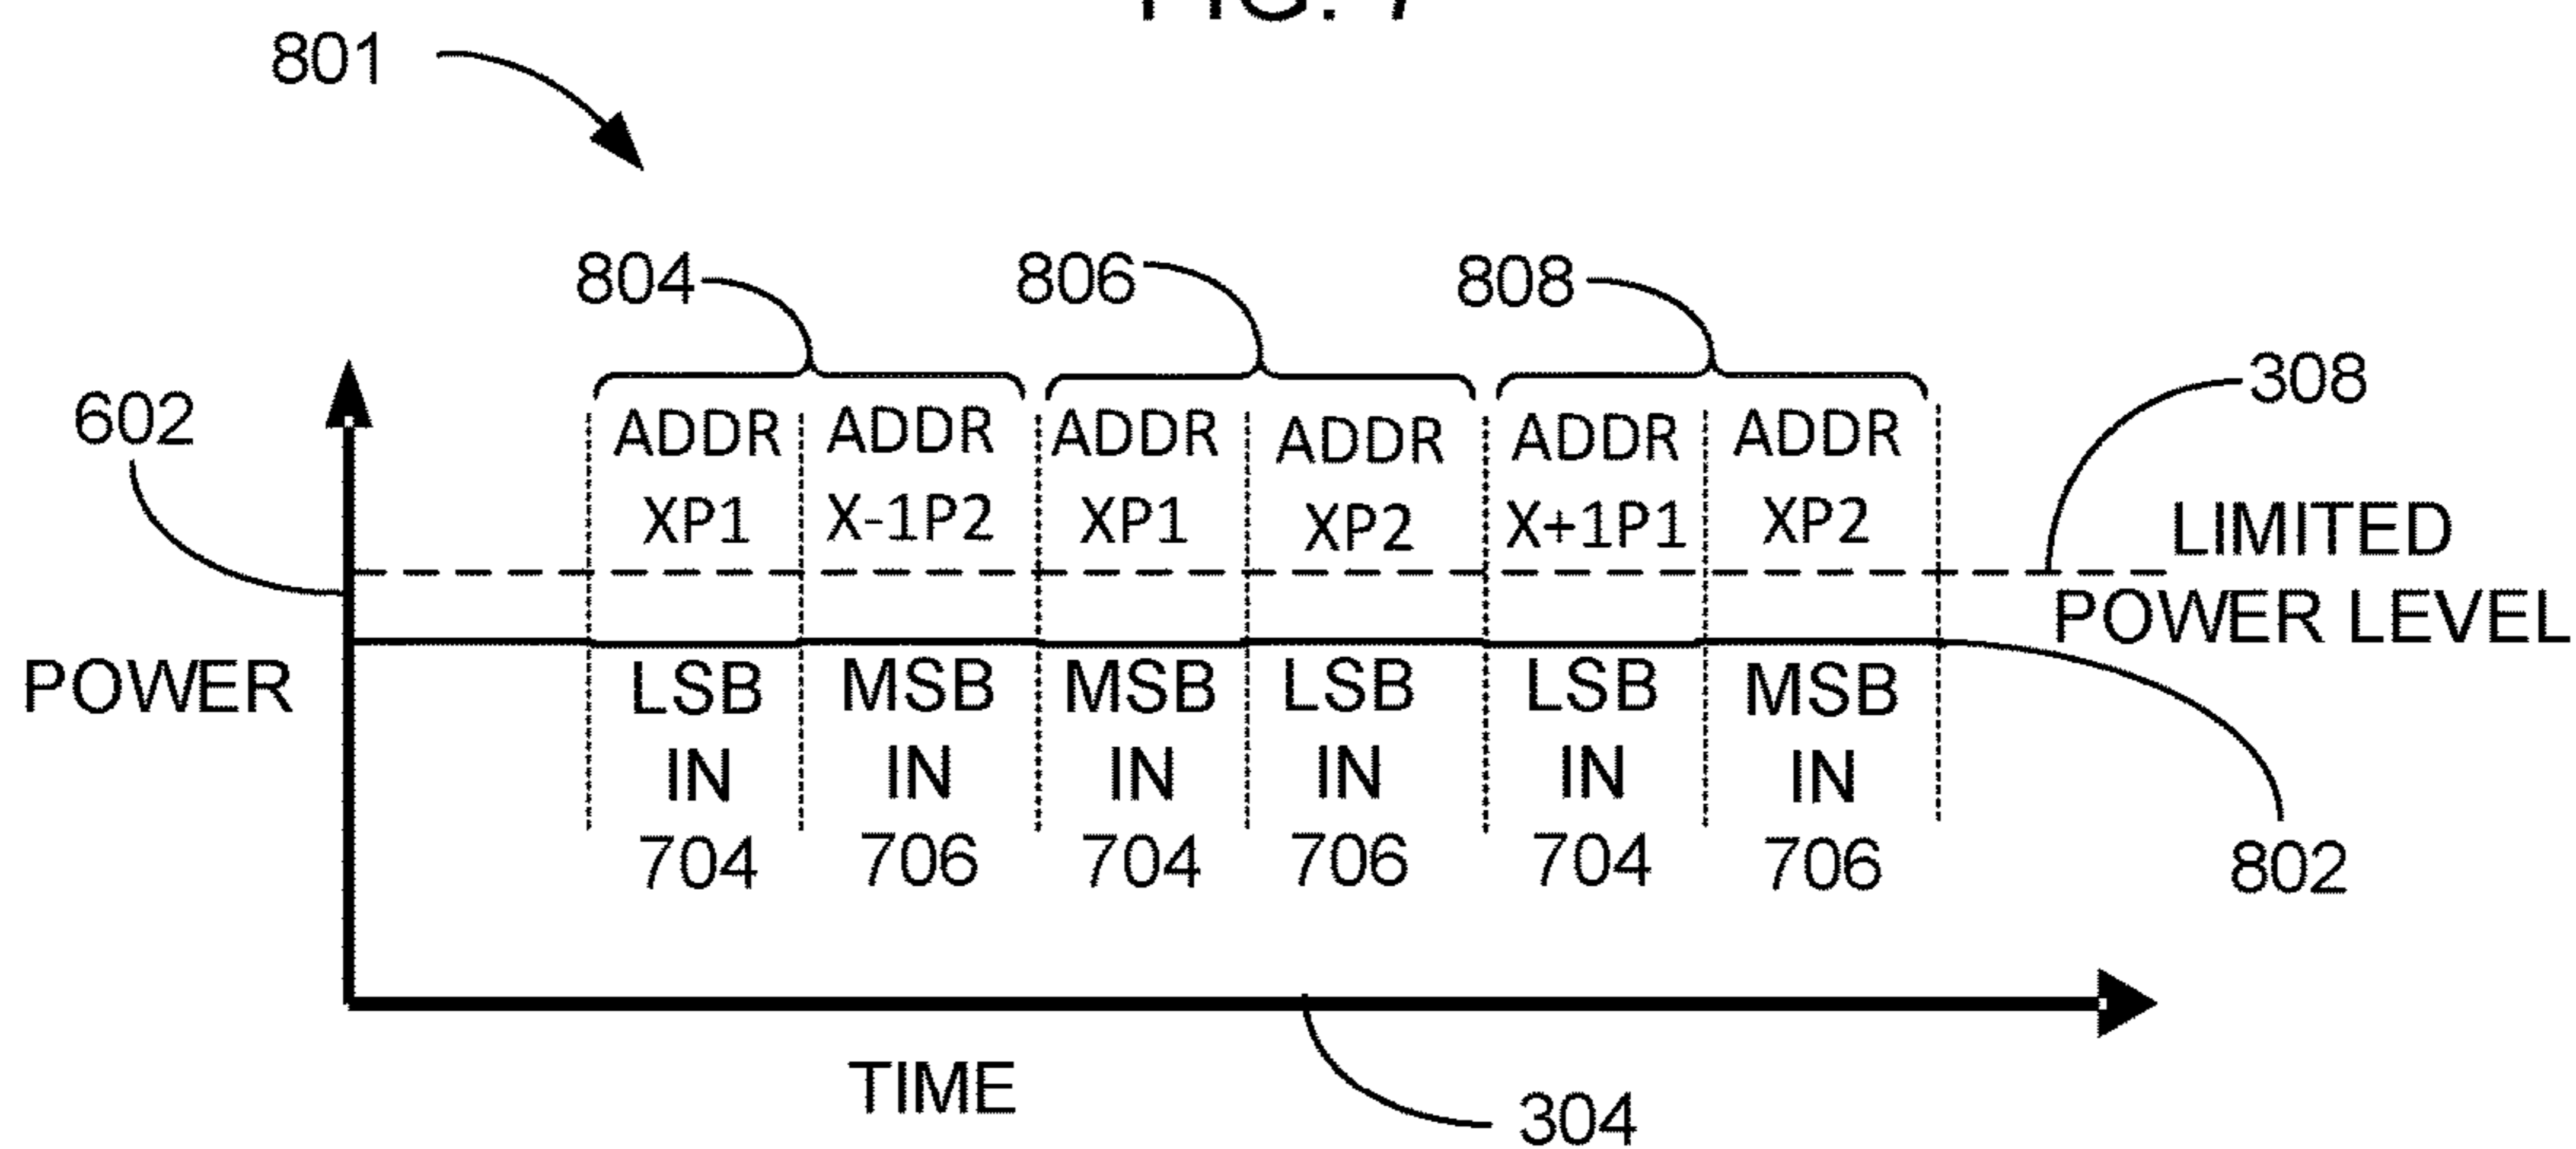 FIG. 7
801
804 806 808
308
602
ADDR ADDR ADDR ADDR ADDR ADDR
XP1 X-1P2 XP1 XP2 X+1P1 XP2
LIMITED
POWER LEVEL
POWER
LSB MSB MSB LSB LSB MSB
IN IN IN IN IN IN
704 706 704 706 704 706
802
TIME
304